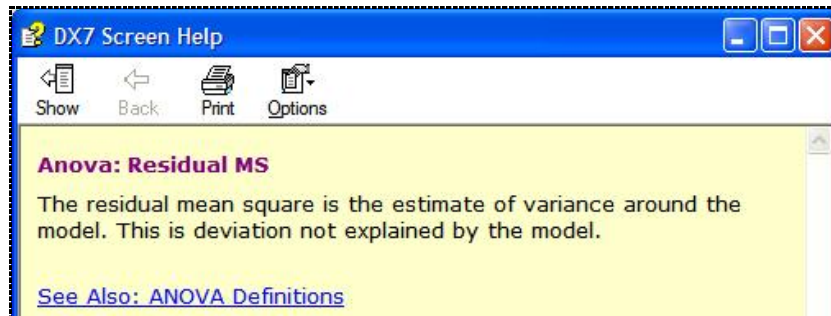 DX7 Screen Help
Show Back Print Options
Anova: Residual MS
The residual mean square is the estimate of variance around the
model. This is deviation not explained by the model.
See Also: ANOVA Definitions